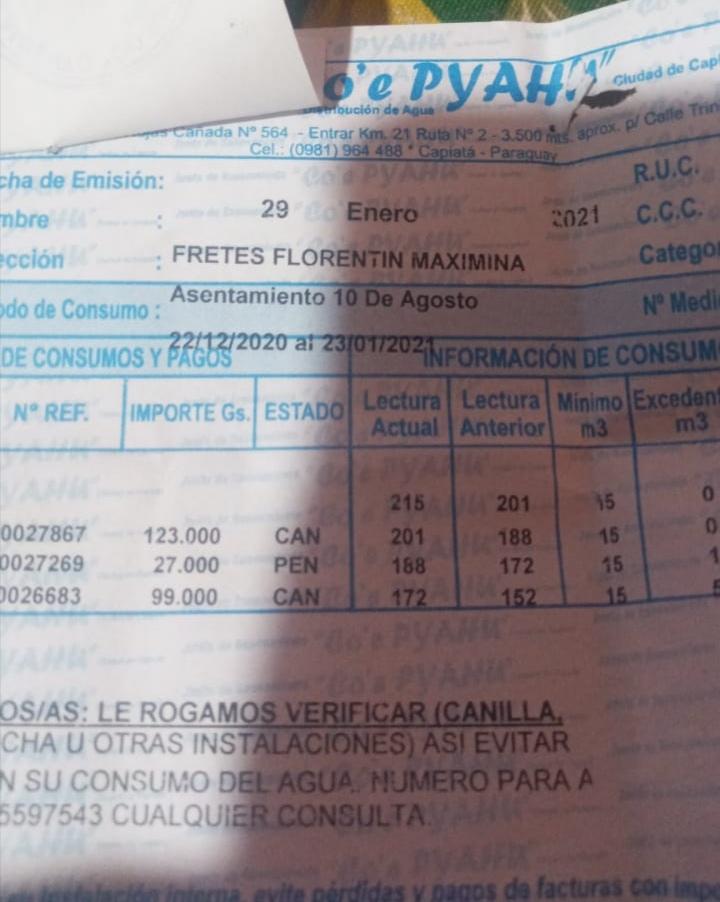 o'e PYAHU"
Ciudad de Cap
Distribución de Agua
Cañada Nº 564 - Entrar Km. 21 Ruta Nº 2 - 3.500 mts. aprox. p/ Calle Trin
Cel.: (0981) 964 488 * Capiatá - Paraguay
cha de Emisión:
R.U.C.
mbre :
29 Enero 2021
C.C.C.
ección :
FRETES FLORENTIN MAXIMINA
Categor
odo de Consumo :
Asentamiento 10 De Agosto
Nº Medi
22/12/2020 al 23/01/2021
DE CONSUMOS Y PAGOS
INFORMACIÓN DE CONSUM
Nº REF. IMPORTE Gs. ESTADO Lectura Actual Lectura Anterior Mínimo m3 Excedent m3
215 201 15 0
0027867 123.000 CAN 201 188 15 0
0027269 27.000 PEN 188 172 15 1
0026683 99.000 CAN 172 152 15 5
OS/AS: LE ROGAMOS VERIFICAR (CANILLA,
CHA U OTRAS INSTALACIONES) ASI EVITAR
N SU CONSUMO DEL AGUA. NUMERO PARA A
5597543 CUALQUIER CONSULTA.
instalación interna, evite pérdidas y pagos de facturas con impo